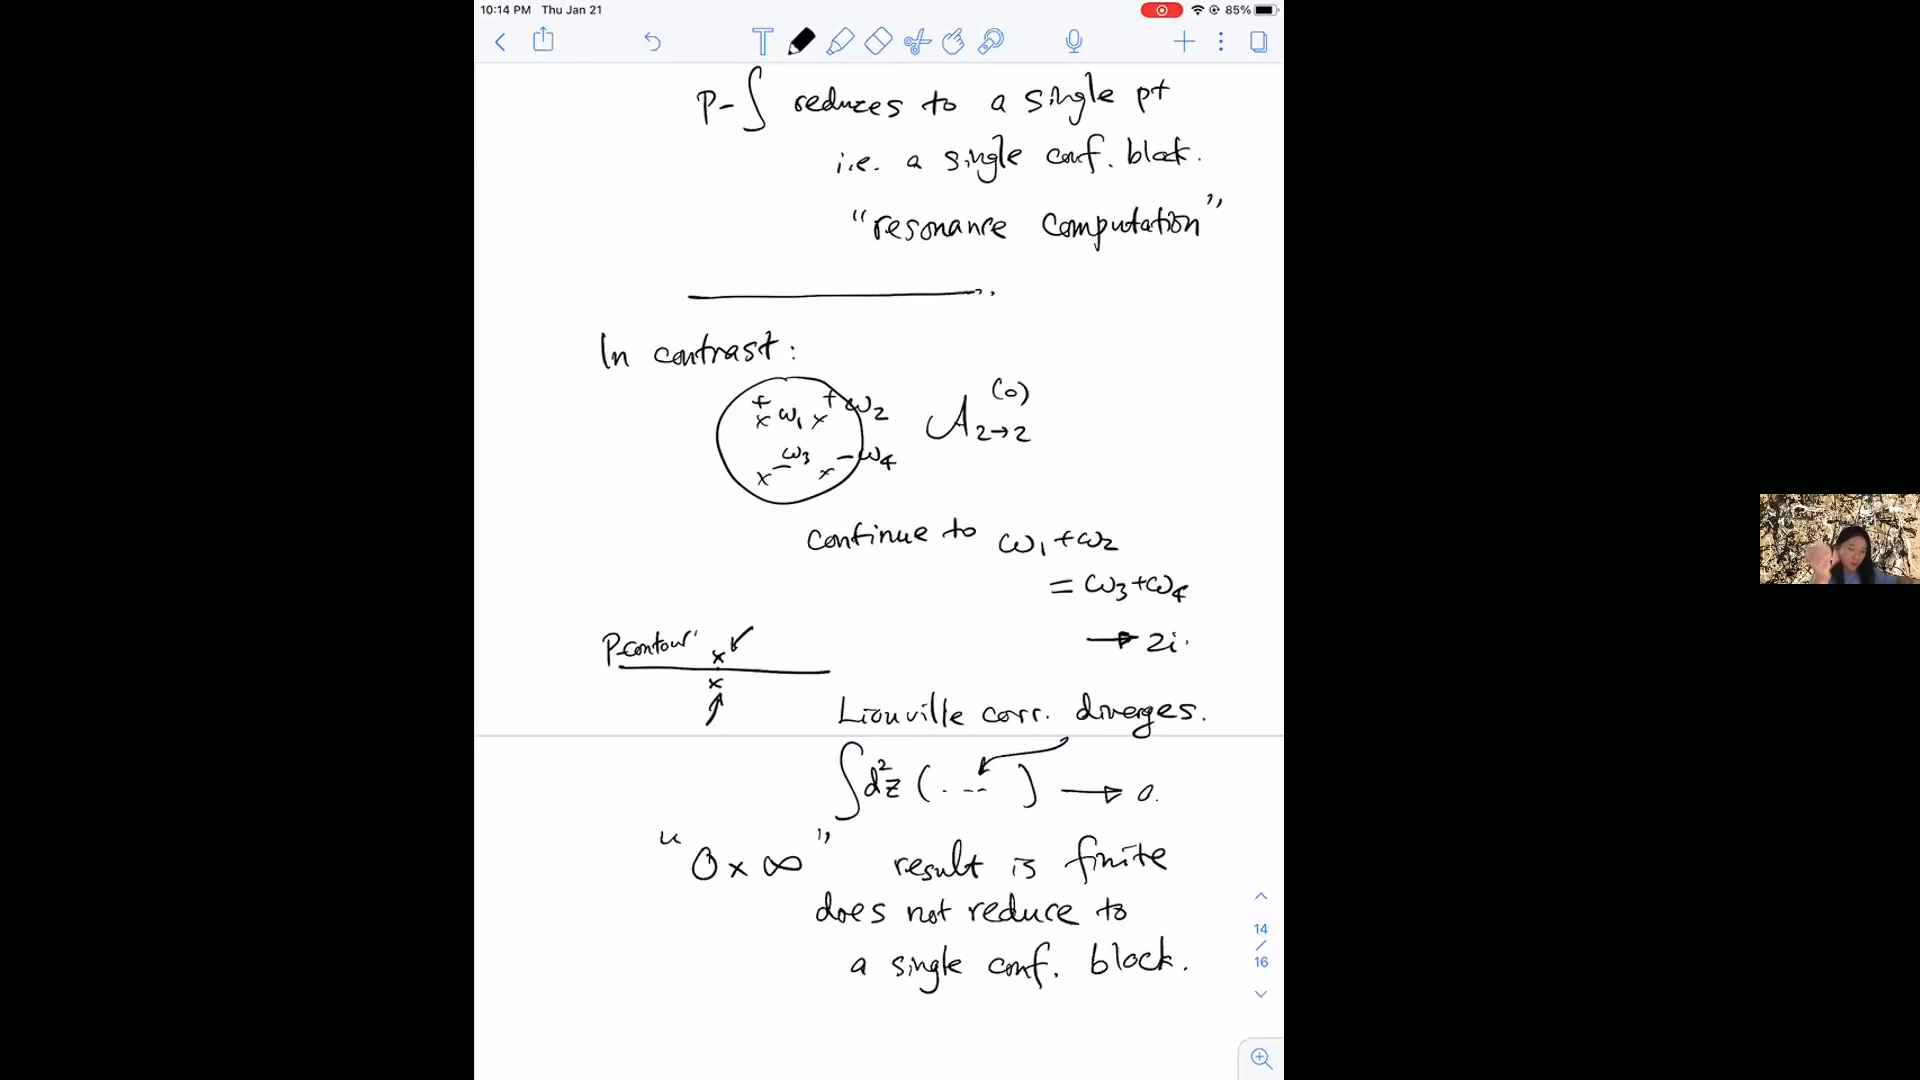 10:14 PM Thu Jan 21
85%
P-∫ reduces to a single pt
i.e. a single conf. block.
"resonance computation"
In contrast:
+ x ω₁ + x ω₂
A₂→₂⁽⁰⁾
x - ω₃ x - ω₄
continue to ω₁+ω₂
= ω₃+ω₄
→ 2i.
P-contour x
x
Liouville corr. diverges.
∫d²z (. --- ) → 0.
"0 x ∞" result is finite
does not reduce to
a single conf. block.
14
/
16